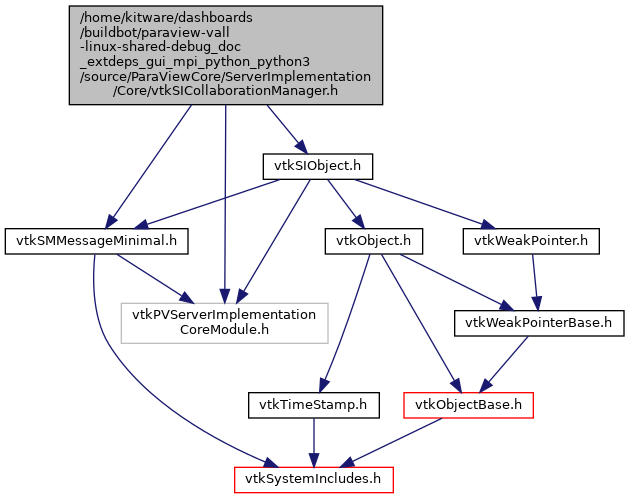 /home/kitware/dashboards
/buildbot/paraview-vall
-linux-shared-debug_doc
_extdeps_gui_mpi_python_python3
/source/ParaViewCore/ServerImplementation
/Core/vtkSICollaborationManager.h
vtkSIObject.h
vtkSMMessageMinimal.h
vtkObject.h
vtkWeakPointer.h
vtkPVServerImplementation
CoreModule.h
vtkWeakPointerBase.h
vtkTimeStamp.h
vtkObjectBase.h
vtkSystemIncludes.h